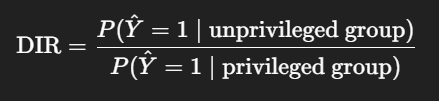 DIR = P(Ŷ = 1 | unprivileged group) / P(Ŷ = 1 | privileged group)